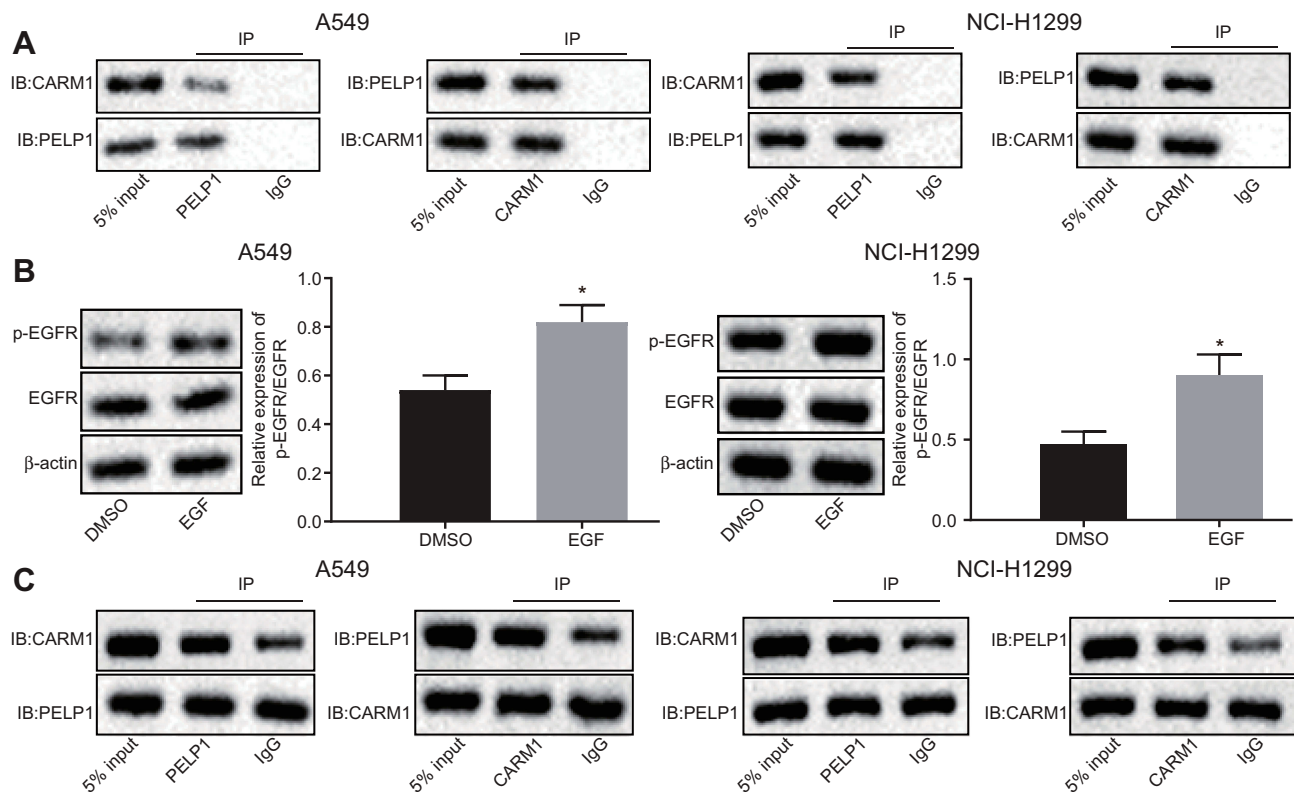 A
A549
NCI-H1299
IP
IP
IP
IP
IB:CARM1
IB:PELP1
5% input
PELP1
IgG
IB:PELP1
IB:CARM1
5% input
CARM1
IgG
IB:CARM1
IB:PELP1
5% input
PELP1
IgG
IB:PELP1
IB:CARM1
5% input
CARM1
IgG
B
A549
p-EGFR
EGFR
β-actin
DMSO
EGF
Relative expression of
p-EGFR/EGFR
1.0
0.8
0.6
0.4
0.2
0.0
*
DMSO
EGF
NCI-H1299
p-EGFR
EGFR
β-actin
DMSO
EGF
Relative expression of
p-EGFR/EGFR
1.5
1.0
0.5
0.0
*
DMSO
EGF
C
A549
NCI-H1299
IP
IP
IP
IP
IB:CARM1
IB:PELP1
5% input
PELP1
IgG
IB:PELP1
IB:CARM1
5% input
CARM1
IgG
IB:CARM1
IB:PELP1
5% input
PELP1
IgG
IB:PELP1
IB:CARM1
5% input
CARM1
IgG